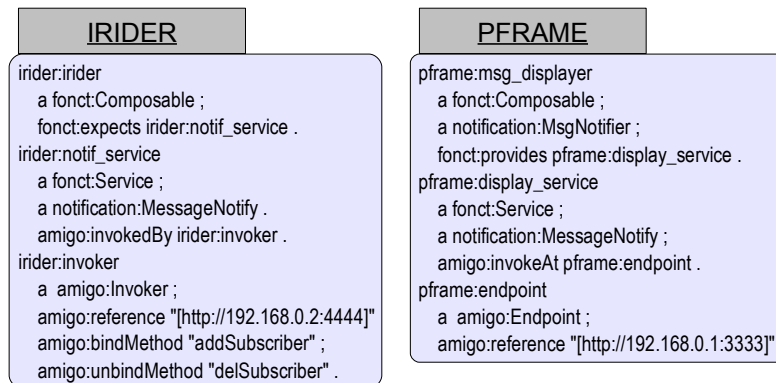 IRIDER
irider:irider
a fonct:Composable ;
fonct:expects irider:notif_service .
irider:notif_service
a fonct:Service ;
a notification:MessageNotify .
amigo:invokedBy irider:invoker .
irider:invoker
a  amigo:Invoker ;
amigo:reference "[http://192.168.0.2:4444]"
amigo:bindMethod "addSubscriber" ;
amigo:unbindMethod "delSubscriber" .
PFRAME
pframe:msg_displayer
a fonct:Composable ;
a notification:MsgNotifier ;
fonct:provides pframe:display_service .
pframe:display_service
a fonct:Service ;
a notification:MessageNotify ;
amigo:invokeAt pframe:endpoint .
pframe:endpoint
a  amigo:Endpoint ;
amigo:reference "[http://192.168.0.1:3333]"